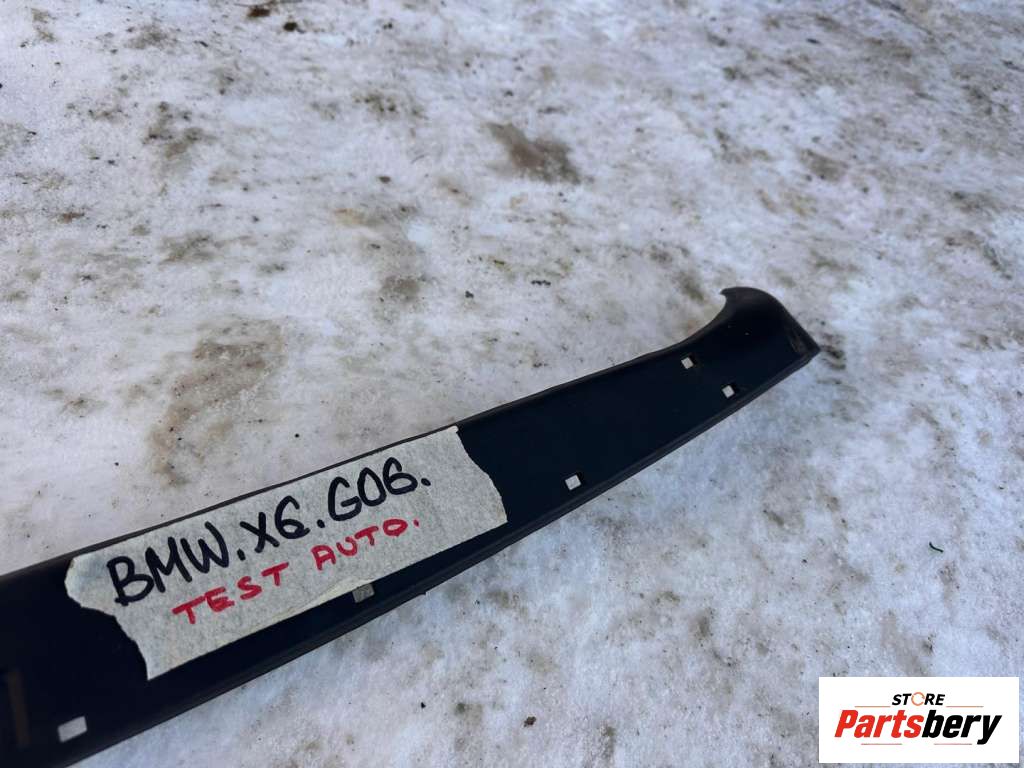 BMW.X6.G06.
TEST AUTO.
STORE
Partsbery